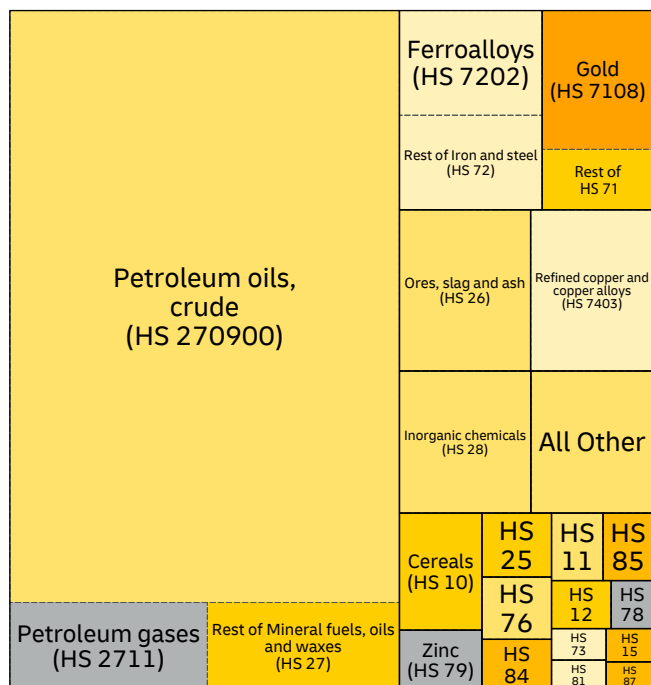 Petroleum oils,
crude
(HS 270900)
Petroleum gases
(HS 2711)
Rest of Mineral fuels, oils
and waxes
(HS 27)
Ferroalloys
(HS 7202)
Rest of Iron and steel
(HS 72)
Gold
(HS 7108)
Rest of
HS 71
Ores, slag and ash
(HS 26)
Refined copper and
copper alloys
(HS 7403)
Inorganic chemicals
(HS 28)
All Other
Cereals
(HS 10)
Zinc
(HS 79)
HS
25
HS
76
HS
84
HS
11
HS
85
HS
12
HS
78
HS
73
HS
15
HS
81
HS
87